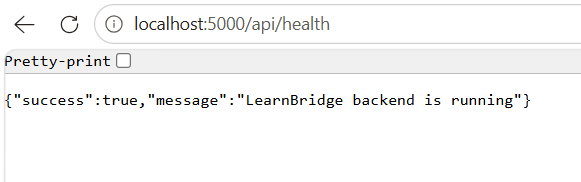 localhost:5000/api/health
Pretty-print
{"success":true,"message":"LearnBridge backend is running"}